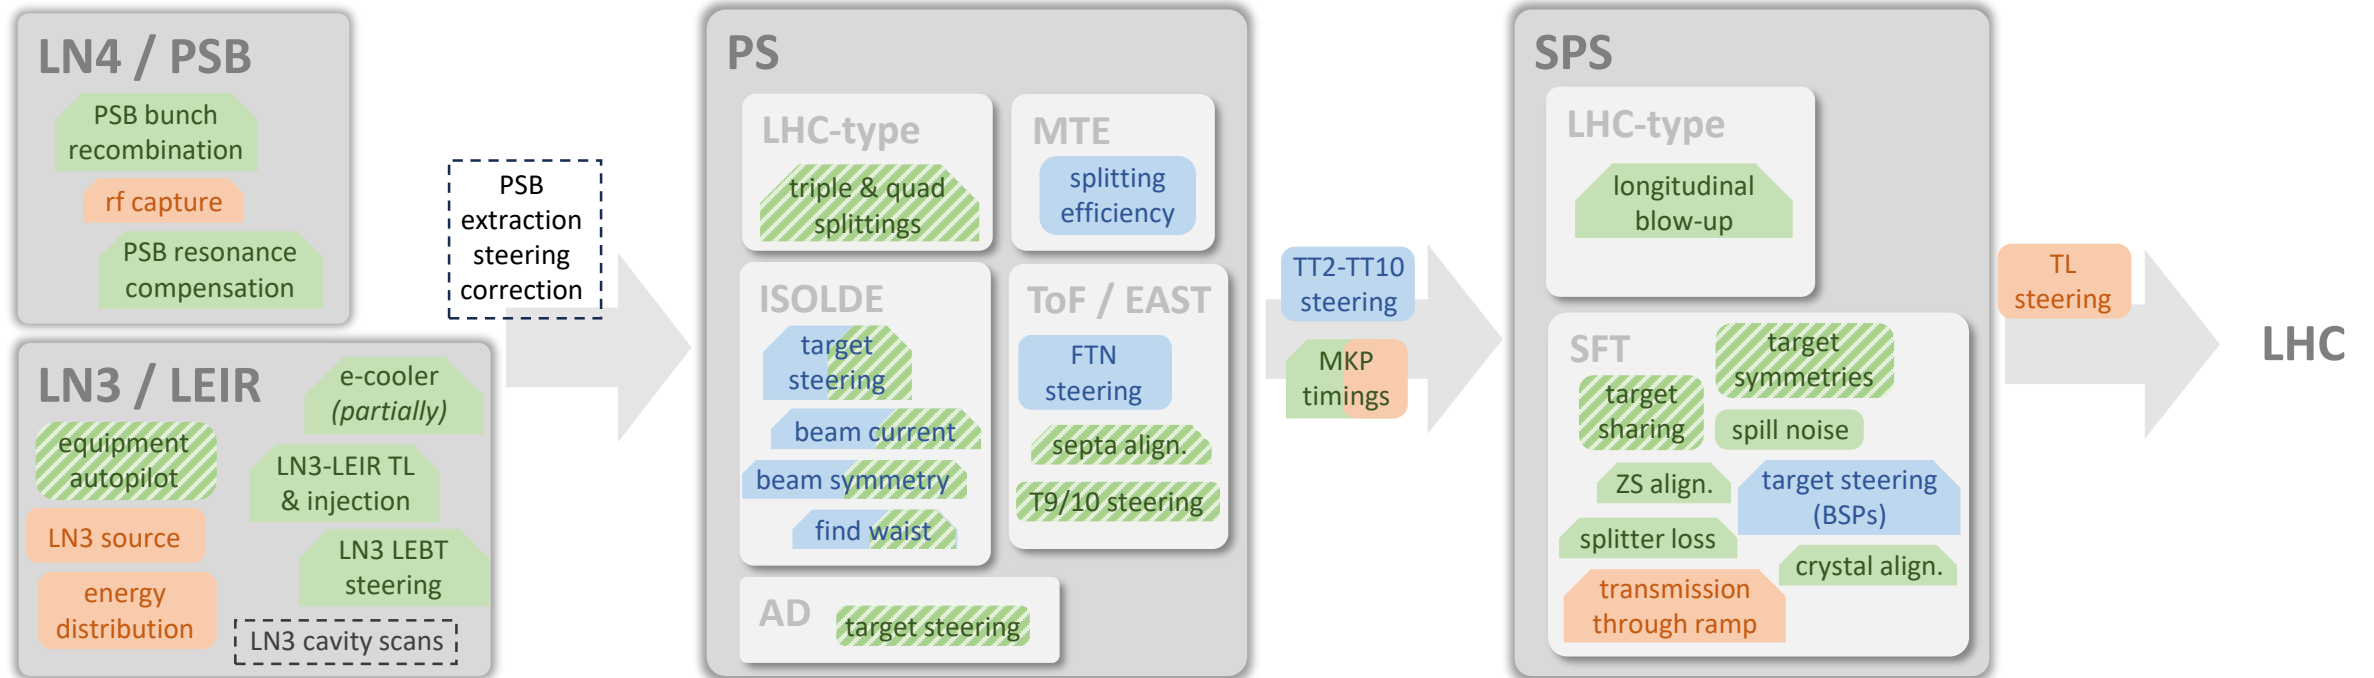 LN4 / PSB
PSB bunch
recombination
rf capture
PSB resonance
compensation
LN3 / LEIR
e-cooler
(partially)
equipment
autopilot
LN3-LEIR TL
& injection
LN3 source
LN3 LEBT
steering
energy
distribution
LN3 cavity scans
PSB
extraction
steering
correction
PS
LHC-type
triple & quad
splittings
MTE
splitting
efficiency
ISOLDE
target
steering
beam current
beam symmetry
find waist
ToF / EAST
FTN
steering
septa align.
T9/10 steering
AD
target steering
TT2-TT10
steering
MKP
timings
SPS
LHC-type
longitudinal
blow-up
SFT
target
symmetries
target
sharing
spill noise
ZS align.
target steering
(BSPs)
splitter loss
crystal align.
transmission
through ramp
TL
steering
LHC